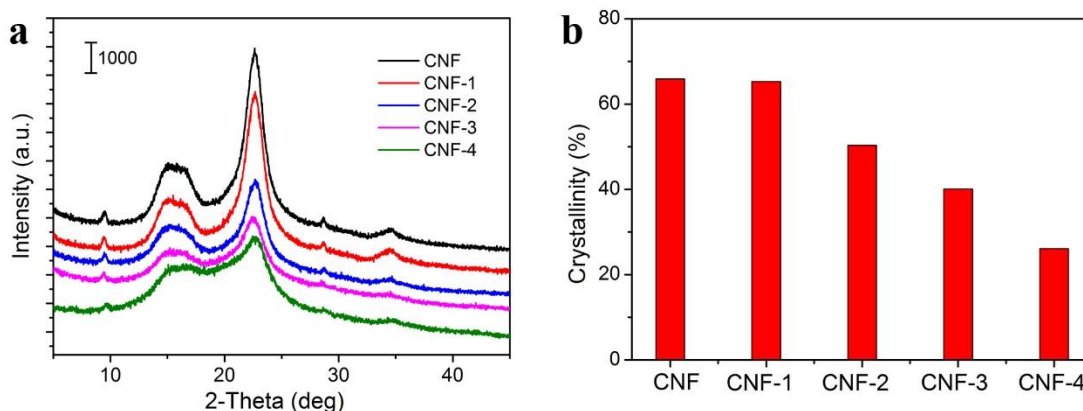 a
1000
CNF
CNF-1
CNF-2
CNF-3
CNF-4
Intensity (a.u.)
10 20 30 40
2-Theta (deg)
b
80
60
40
20
0
Crystallinity (%)
CNF CNF-1 CNF-2 CNF-3 CNF-4